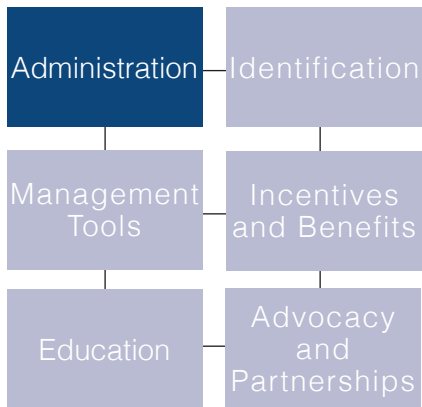 Administration
Identification
Management
Tools
Incentives
and Benefits
Education
Advocacy
and
Partnerships